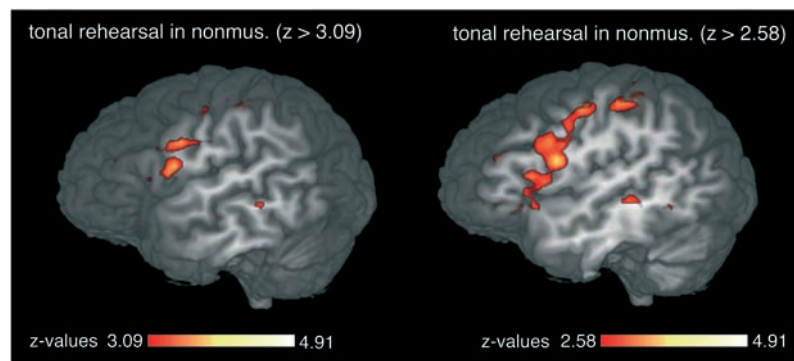 tonal rehearsal in nonmus. (z > 3.09)
tonal rehearsal in nonmus. (z > 2.58)
z-values 3.09 4.91
z-values 2.58 4.91